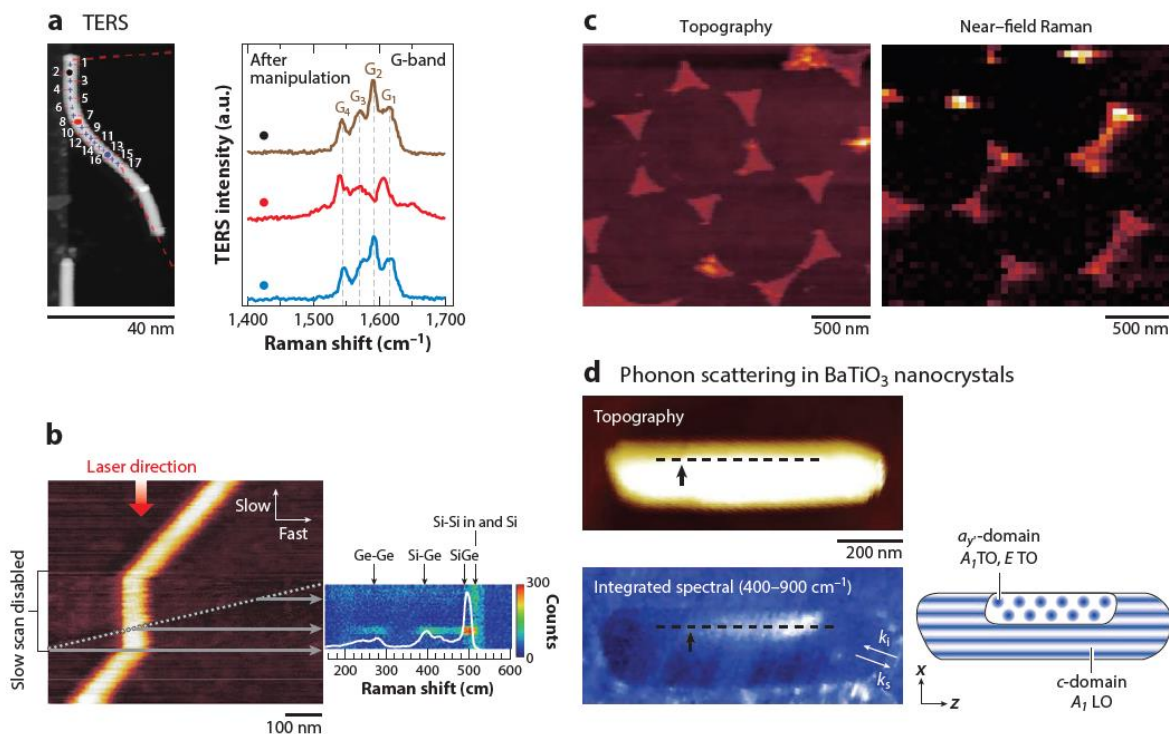 a TERS
1
2
3
4
5
6
7
8
9
10
11
12
13
14
15
16
17
40 nm
After manipulation
G-band
G4
G3
G2
G1
TERS intensity (a.u.)
1,400 1,500 1,600 1,700
Raman shift (cm⁻¹)
b
Laser direction
Slow
Fast
Slow scan disabled
100 nm
Si-Si in and Si
Ge-Ge Si-Ge SiGe
300
0
Counts
200 300 400 500 600
Raman shift (cm)
c
Topography
Near–field Raman
500 nm
500 nm
d Phonon scattering in BaTiO₃ nanocrystals
Topography
200 nm
Integrated spectral (400–900 cm⁻¹)
kᵢ
kₛ
a_y'-domain
A₁TO, E TO
c-domain
A₁ LO
x
z